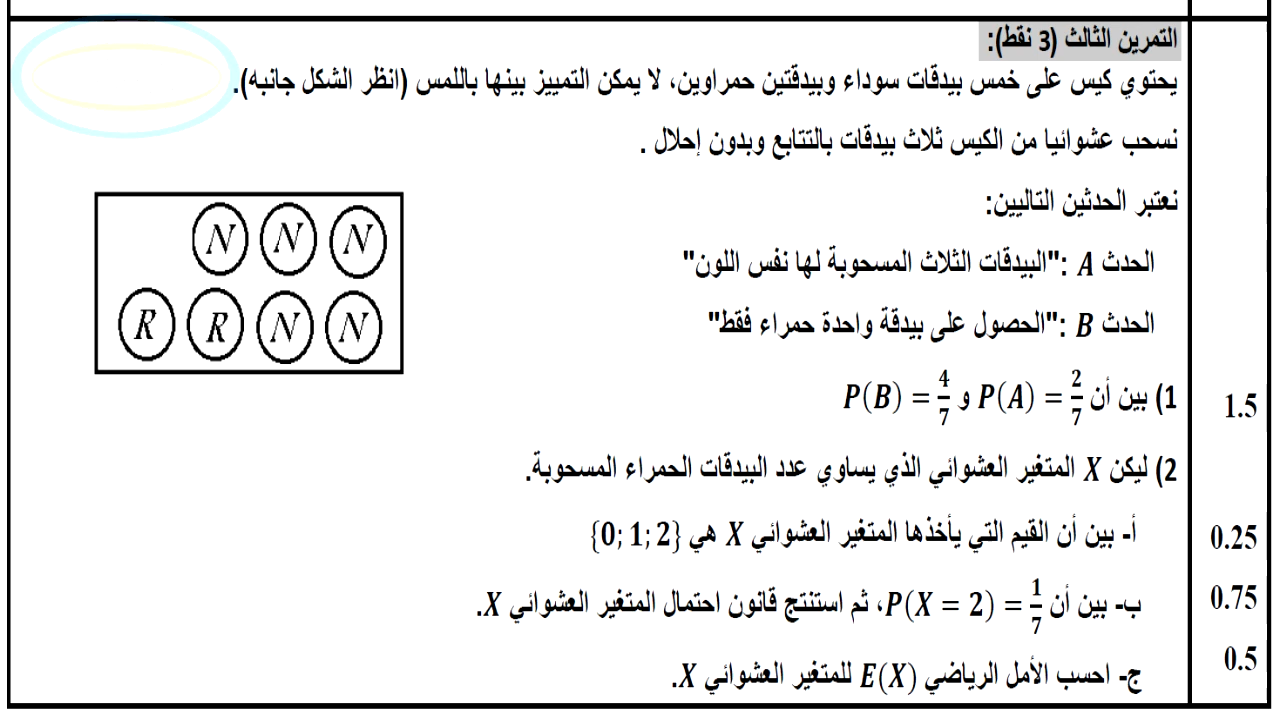 التمرين الثالث (3 نقط):
يحتوي كيس على خمس بيدقات سوداء وبيدقتين حمراوين، لا يمكن التمييز بينها باللمس (انظر الشكل جانبه).
نسحب عشوائيا من الكيس ثلاث بيدقات بالتتابع وبدون إحلال .
نعتبر الحدثين التاليين:
الحدث A :"البيدقات الثلاث المسحوبة لها نفس اللون"
الحدث B :"الحصول على بيدقة واحدة حمراء فقط"
N N N
R R N N
1) بين أن P(A) = 2/7 و P(B) = 4/7
1.5
2) ليكن X المتغير العشوائي الذي يساوي عدد البيدقات الحمراء المسحوبة.
أ- بين أن القيم التي يأخذها المتغير العشوائي X هي {0; 1; 2}
0.25
ب- بين أن P(X = 2) = 1/7، ثم استنتج قانون احتمال المتغير العشوائي X.
0.75
ج- احسب الأمل الرياضي E(X) للمتغير العشوائي X.
0.5